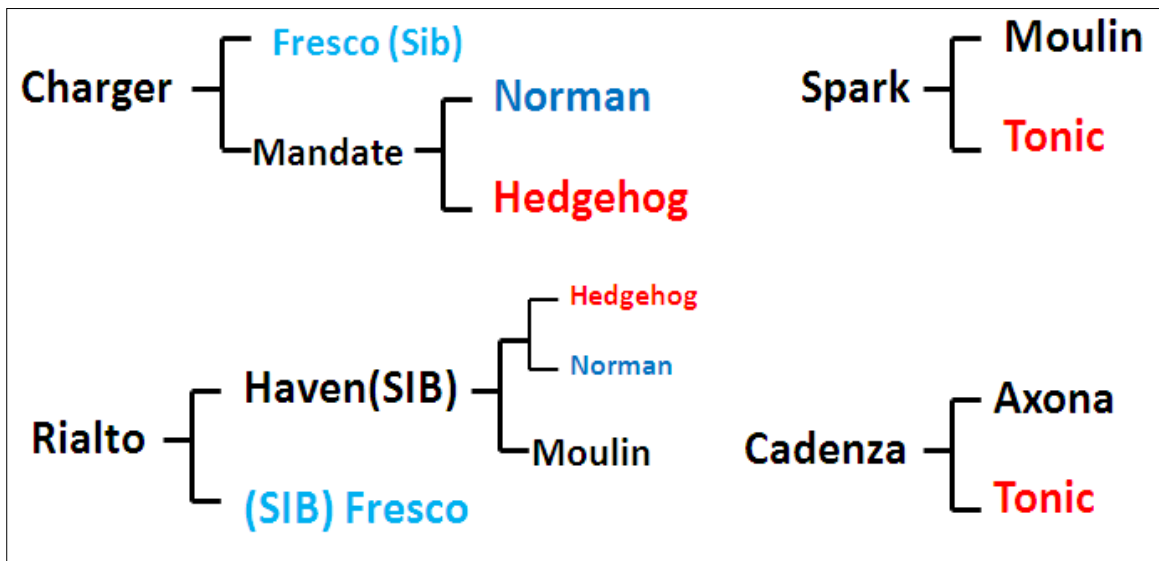 Charger
Fresco (Sib)
Mandate
Norman
Hedgehog
Spark
Moulin
Tonic
Rialto
Haven(SIB)
Hedgehog
Norman
Moulin
(SIB) Fresco
Cadenza
Axona
Tonic